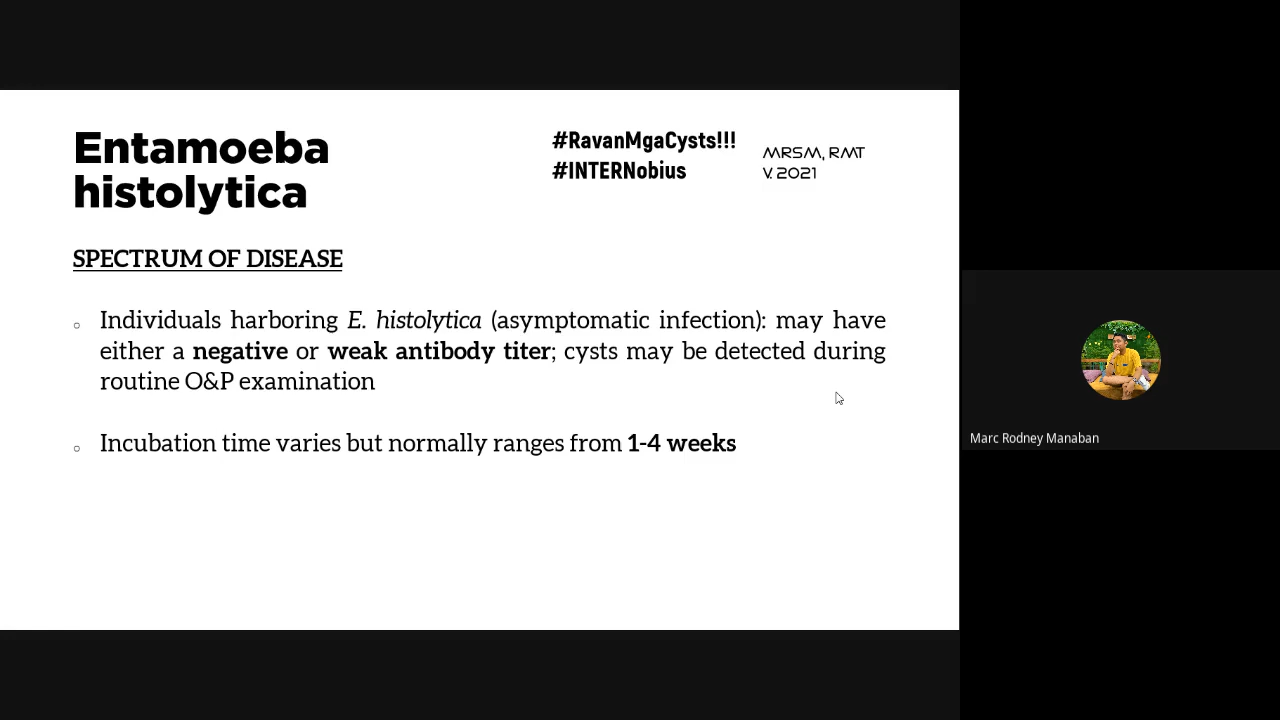 Entamoeba
histolytica
#RavanMgaCysts!!!
#INTERNobius
MRSM, RMT
V. 2021
SPECTRUM OF DISEASE
Individuals harboring E. histolytica (asymptomatic infection): may have
either a negative or weak antibody titer; cysts may be detected during
routine O&P examination
Incubation time varies but normally ranges from 1-4 weeks
Marc Rodney Manaban